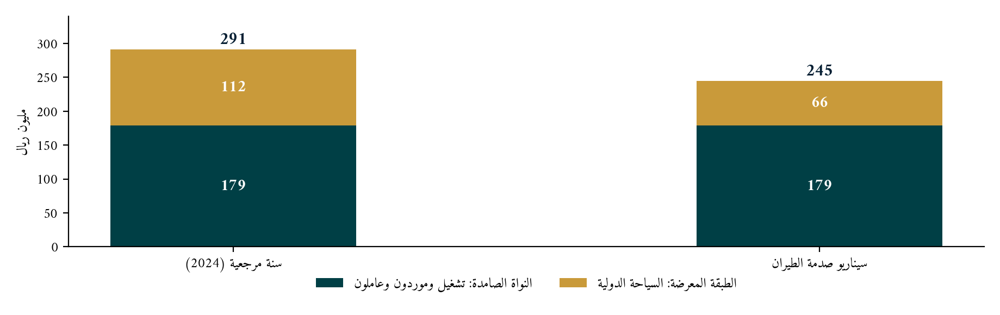 300
250
200
150
100
50
0
مليون ريال
291
112
179
245
66
179
سنة مرجعية (2024)
سيناريو صدمة الطيران
النواة الصامدة: تشغيل وموردون وعاملون
الطبقة المعرضة: السياحة الدولية